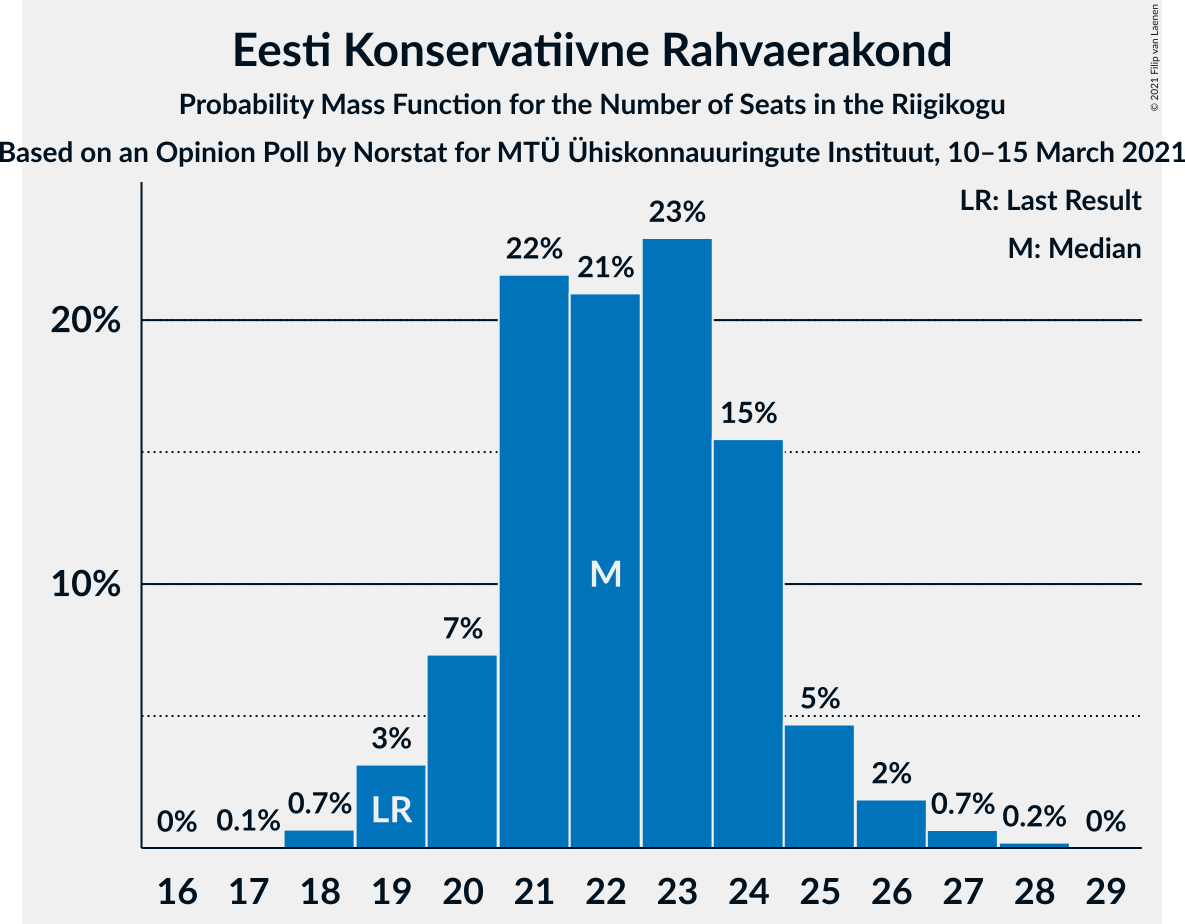 Eesti Konservatiivne Rahvaerakond
Probability Mass Function for the Number of Seats in the Riigikogu
Based on an Opinion Poll by Norstat for MTÜ Ühiskonnauuringute Instituut, 10–15 March 2021
© 2021 Filip van Laenen
LR: Last Result
M: Median
20%
10%
0%
0.1%
0.7%
3%
7%
22%
21%
23%
15%
5%
2%
0.7%
0.2%
0%
LR
M
16 17 18 19 20 21 22 23 24 25 26 27 28 29